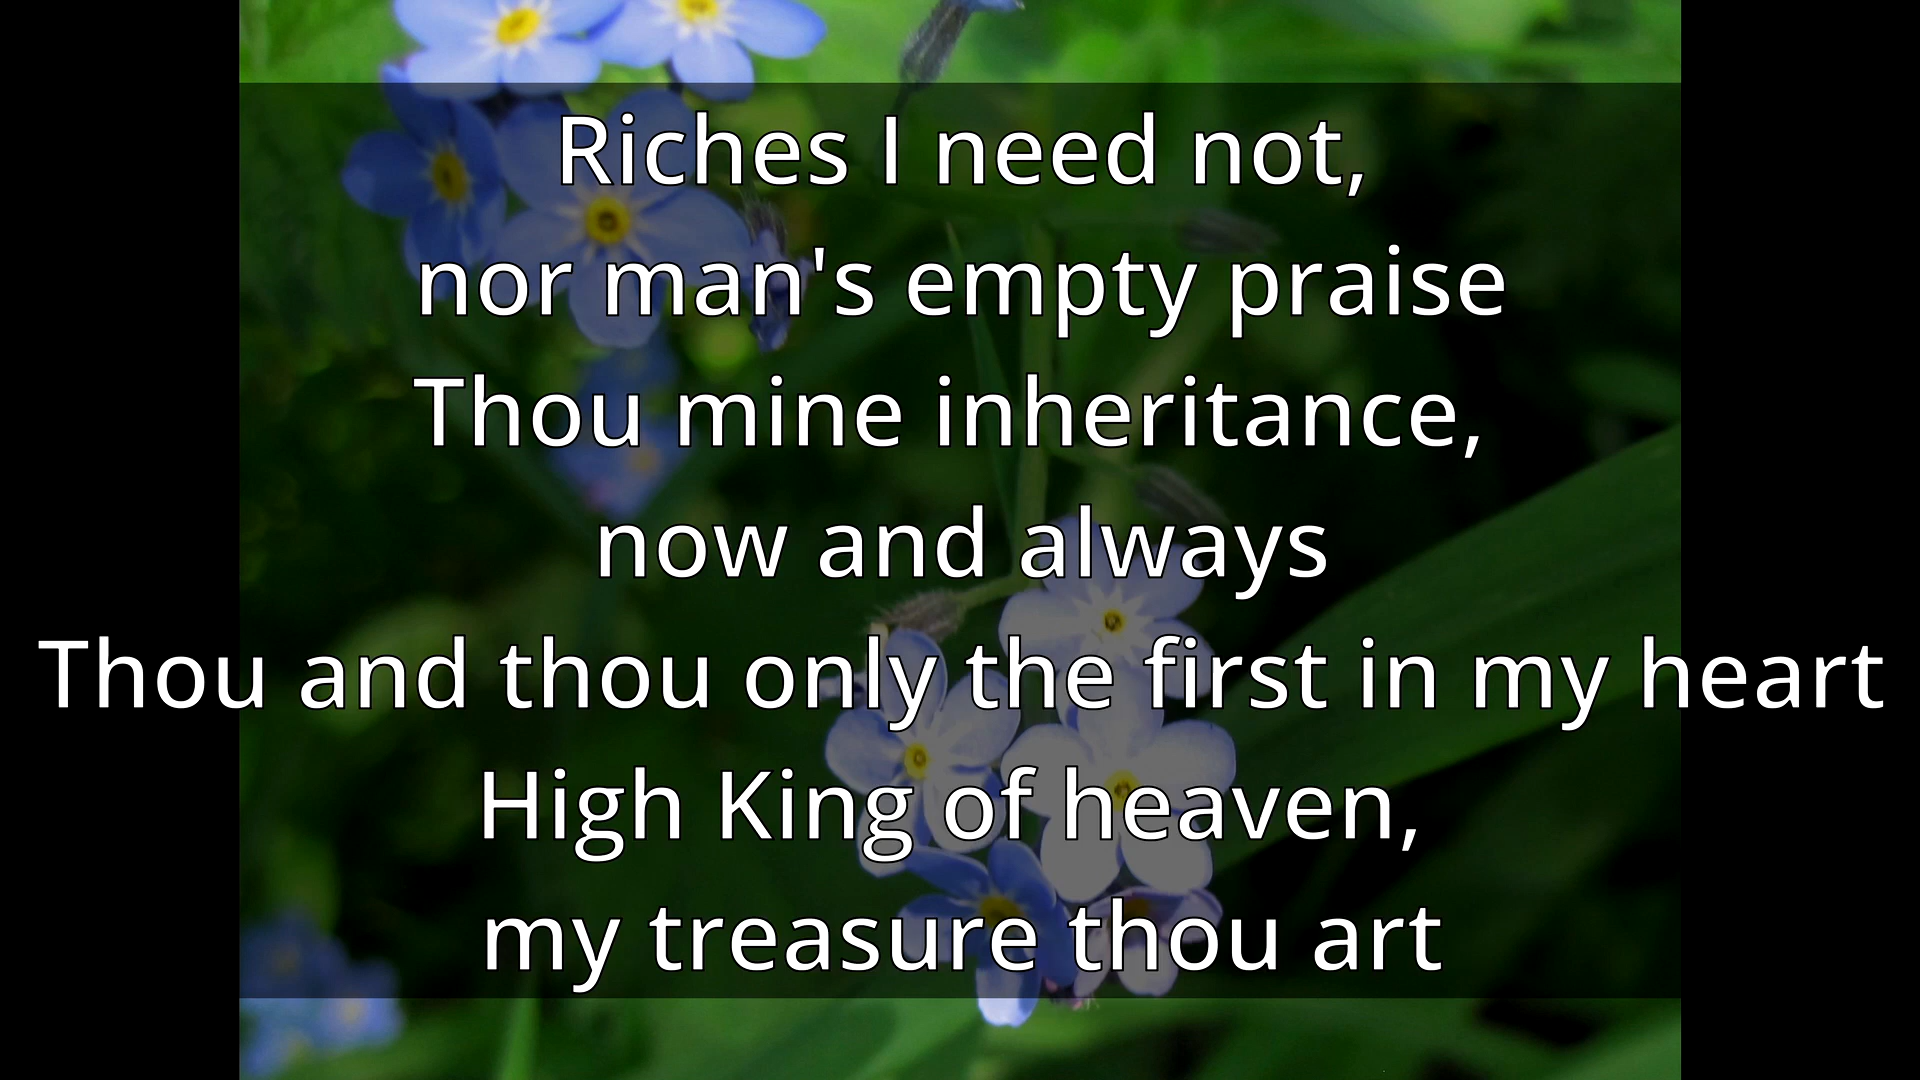 Riches I need not,
nor man's empty praise
Thou mine inheritance,
now and always
Thou and thou only the first in my heart
High King of heaven,
my treasure thou art